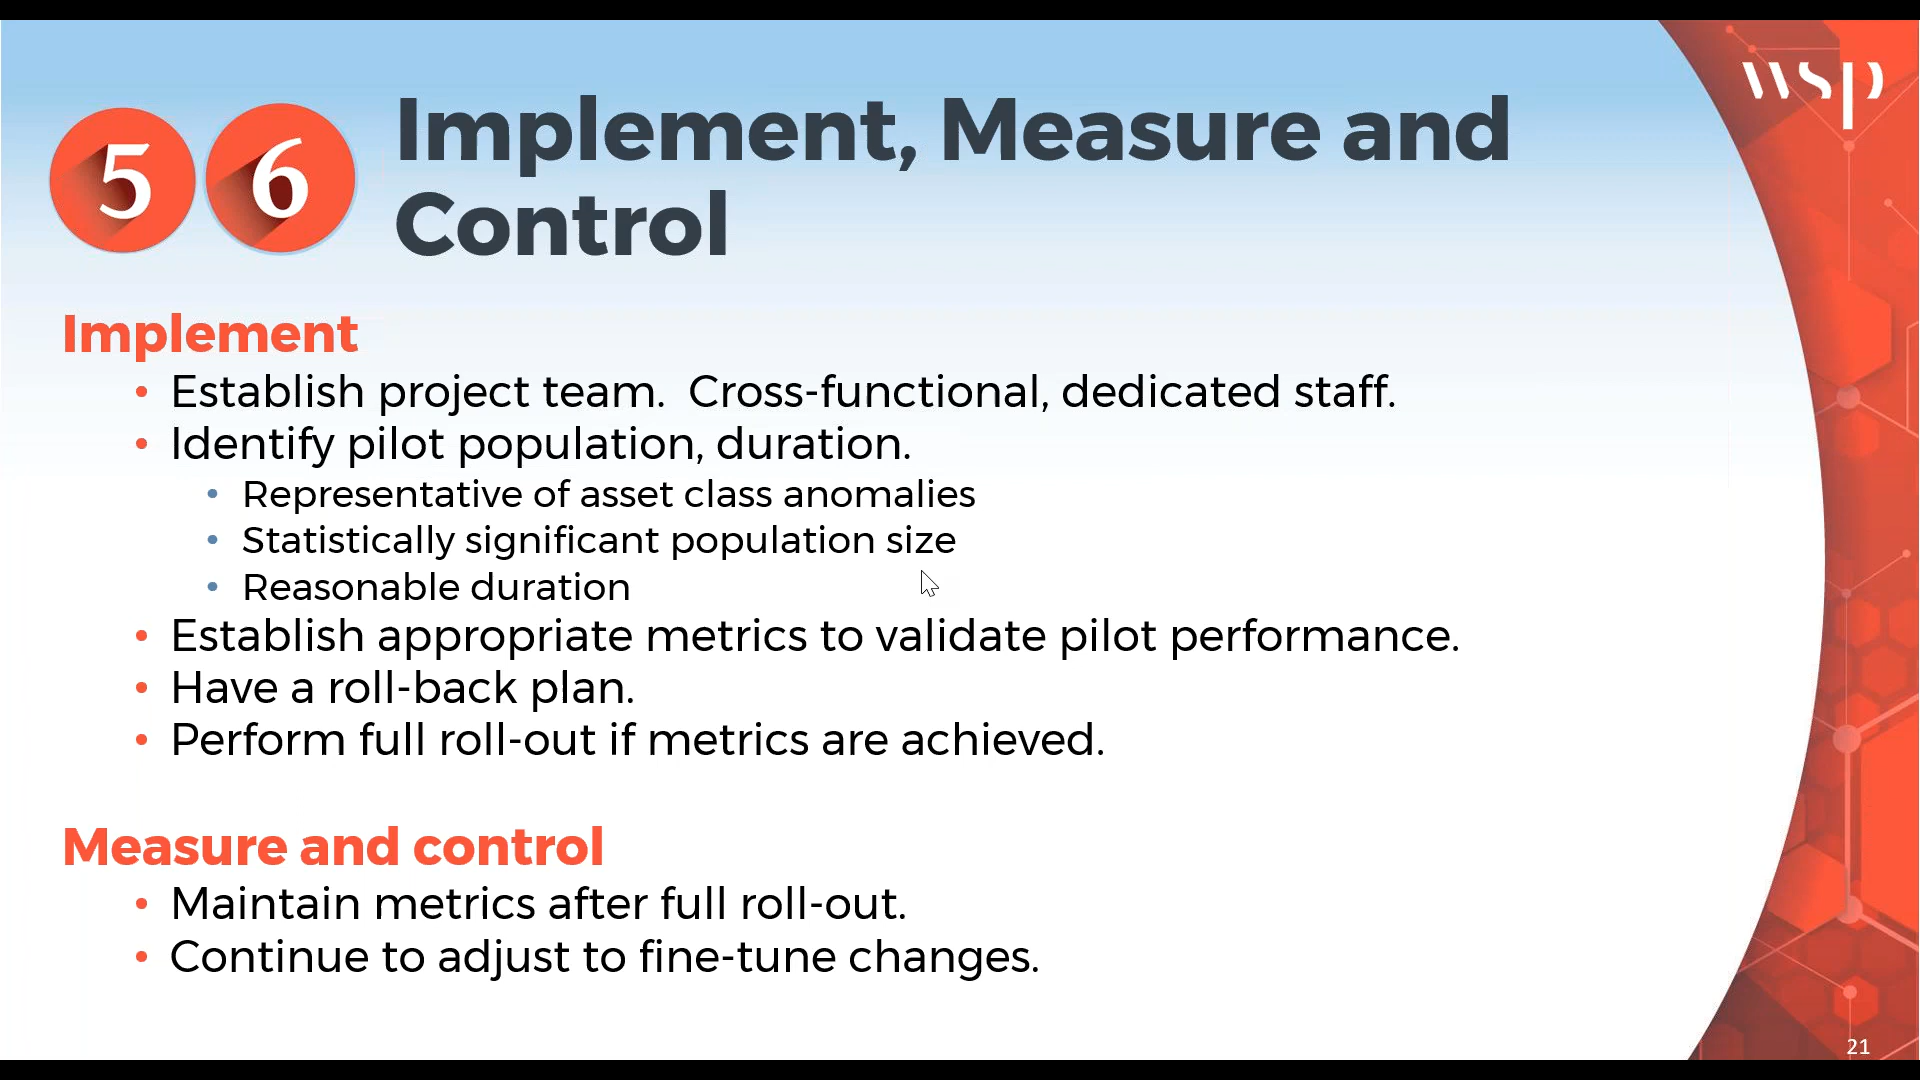 wsp
5 6
Implement, Measure and
Control
Implement
• Establish project team.  Cross-functional, dedicated staff.
• Identify pilot population, duration.
• Representative of asset class anomalies
• Statistically significant population size
• Reasonable duration
• Establish appropriate metrics to validate pilot performance.
• Have a roll-back plan.
• Perform full roll-out if metrics are achieved.
Measure and control
• Maintain metrics after full roll-out.
• Continue to adjust to fine-tune changes.
21